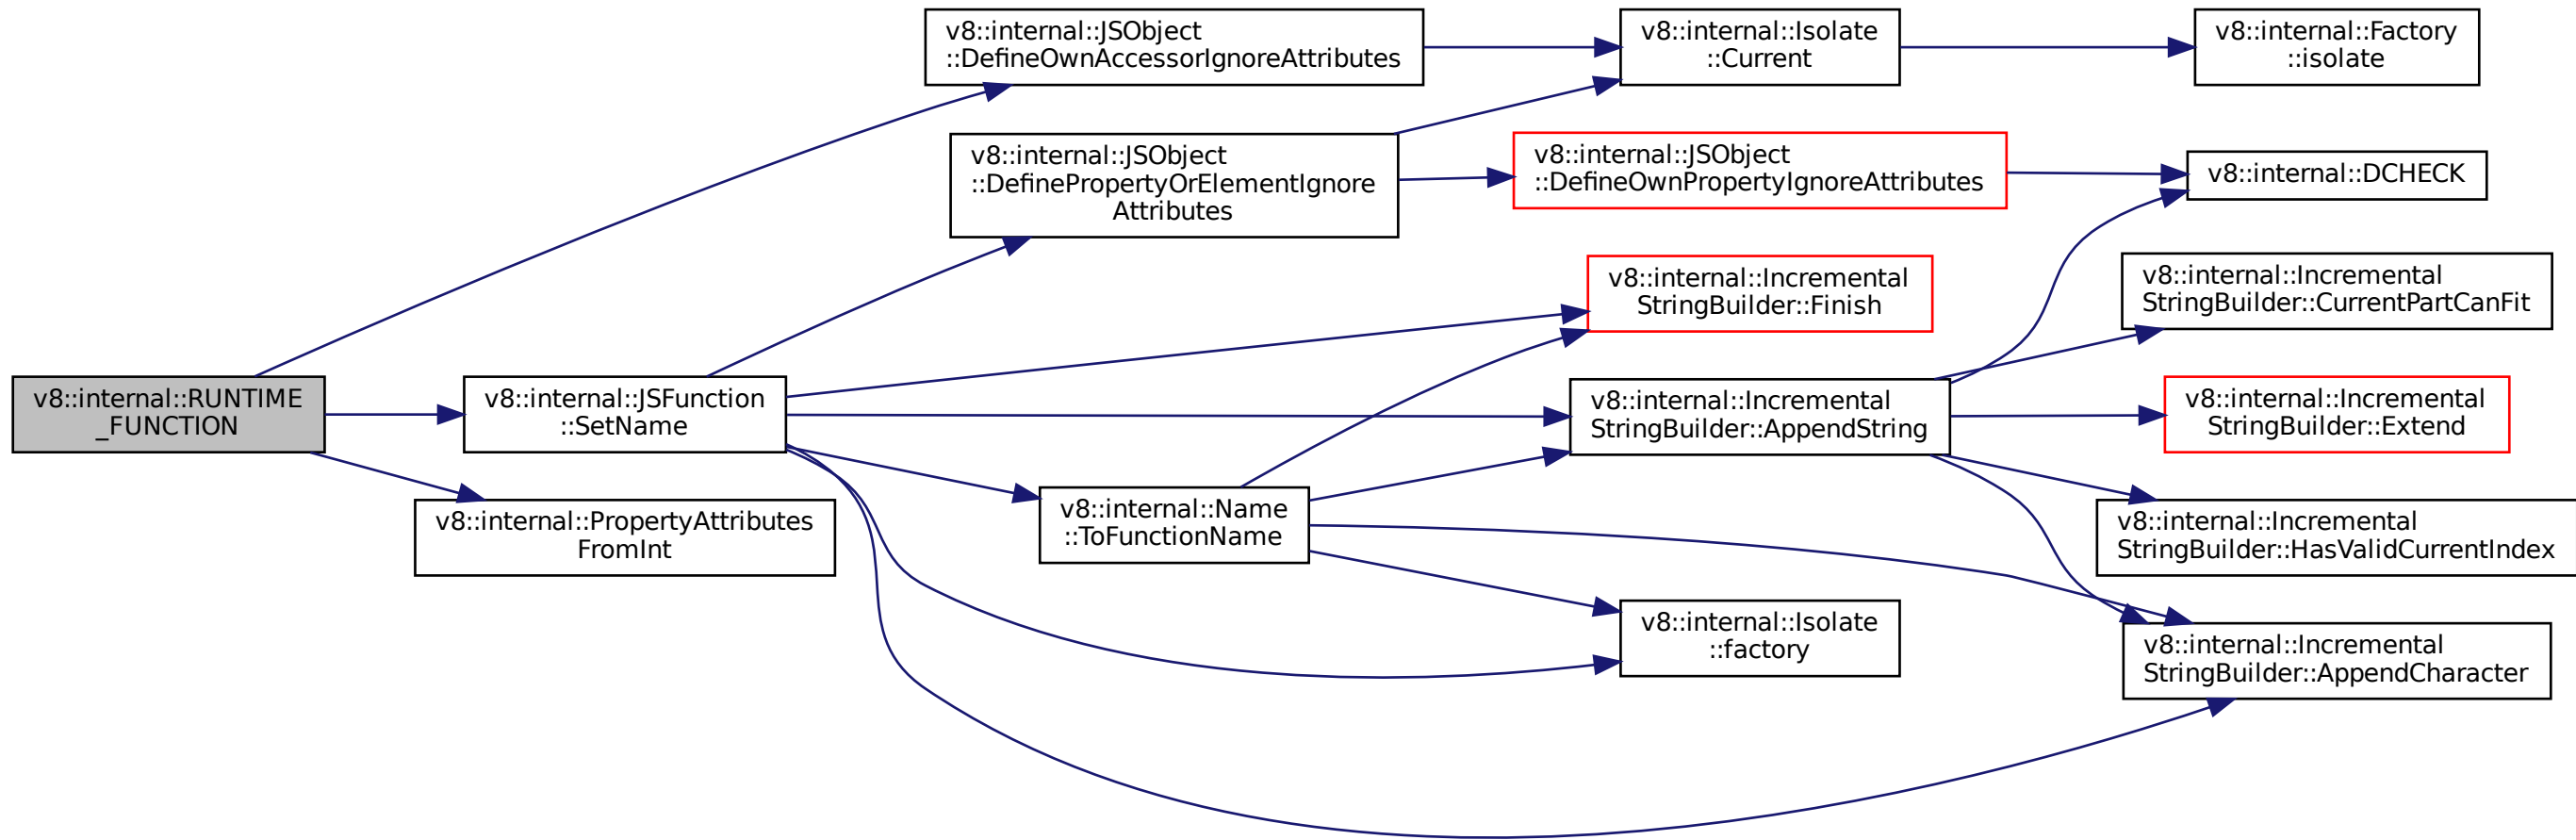 v8::internal::RUNTIME
_FUNCTION
v8::internal::JSObject
::DefineOwnAccessorIgnoreAttributes
v8::internal::Isolate
::Current
v8::internal::Factory
::isolate
v8::internal::JSFunction
::SetName
v8::internal::JSObject
::DefinePropertyOrElementIgnore
Attributes
v8::internal::JSObject
::DefineOwnPropertyIgnoreAttributes
v8::internal::DCHECK
v8::internal::Incremental
StringBuilder::Finish
v8::internal::Incremental
StringBuilder::AppendString
v8::internal::Incremental
StringBuilder::CurrentPartCanFit
v8::internal::Incremental
StringBuilder::Extend
v8::internal::Incremental
StringBuilder::HasValidCurrentIndex
v8::internal::Incremental
StringBuilder::AppendCharacter
v8::internal::Name
::ToFunctionName
v8::internal::Isolate
::factory
v8::internal::PropertyAttributes
FromInt